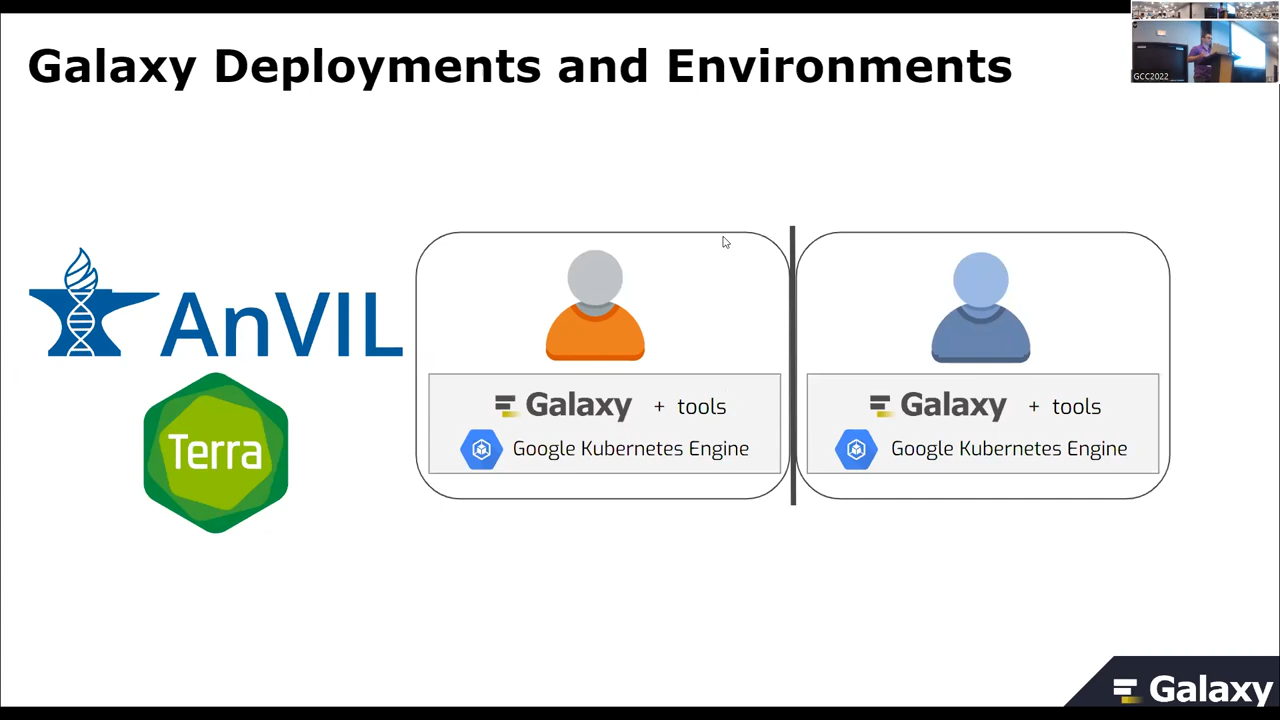 Galaxy Deployments and Environments
GCC2022
AnVIL
Terra
Galaxy + tools
Google Kubernetes Engine
Galaxy + tools
Google Kubernetes Engine
Galaxy